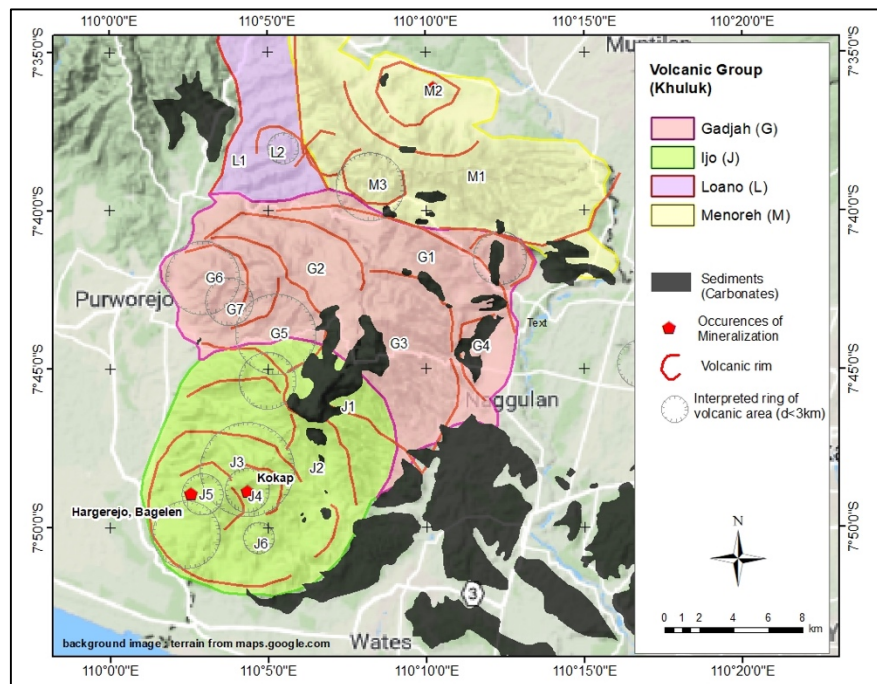 110°0'0"E
110°5'0"E
110°10'0"E
110°15'0"E
110°20'0"E
7°35'0"S
7°35'0"S
Muntilan
M2
L1
L2
M3
M1
7°40'0"S
7°40'0"S
G1
G2
G6
Purworejo
G7
G5
Text
G3
G4
7°45'0"S
7°45'0"S
Naggulan
J1
J3
J2
Kokap
J5
J4
Hargerejo, Bagelen
J6
7°50'0"S
7°50'0"S
3
Wates
background image : terrain from maps.google.com
110°0'0"E
110°5'0"E
110°10'0"E
110°15'0"E
110°20'0"E
Volcanic Group
(Khuluk)
Gadjah (G)
Ijo (J)
Loano (L)
Menoreh (M)
Sediments
(Carbonates)
Occurences of
Mineralization
Volcanic rim
Interpreted ring of
volcanic area (d<3km)
N
0 1 2 4 6 8
km